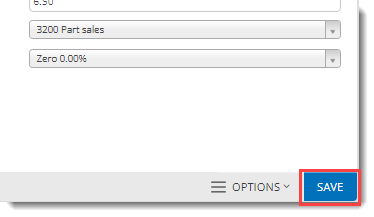 6.50
3200 Part sales
Zero 0.00%
OPTIONS SAVE